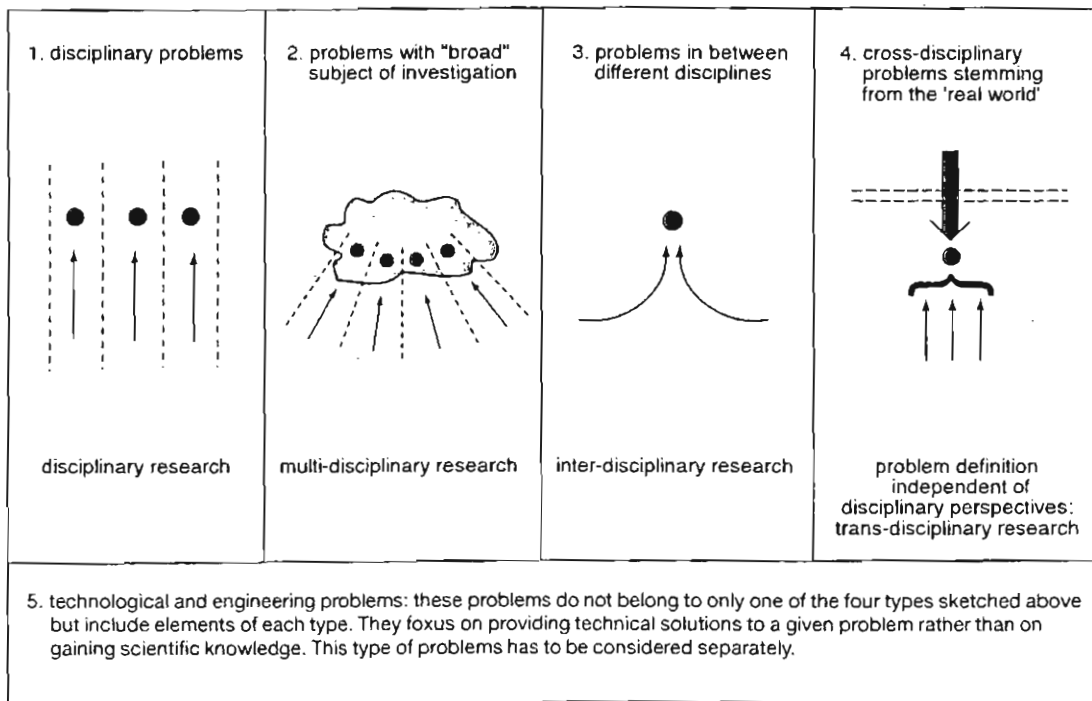 1. disciplinary problems
2. problems with "broad"
subject of investigation
3. problems in between
different disciplines
4. cross-disciplinary
problems stemming
from the 'real world'
disciplinary research
multi-disciplinary research
inter-disciplinary research
problem definition
independent of
disciplinary perspectives:
trans-disciplinary research
5. technological and engineering problems: these problems do not belong to only one of the four types sketched above
but include elements of each type. They foxus on providing technical solutions to a given problem rather than on
gaining scientific knowledge. This type of problems has to be considered separately.